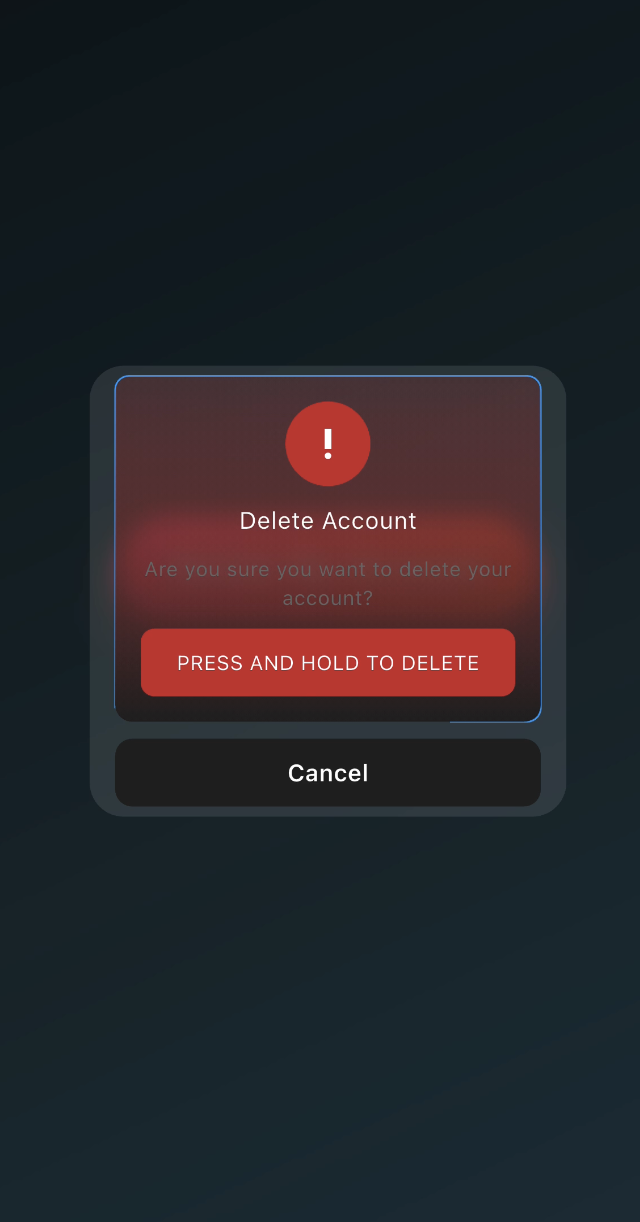 !
Delete Account
Are you sure you want to delete your
account?
PRESS AND HOLD TO DELETE
Cancel